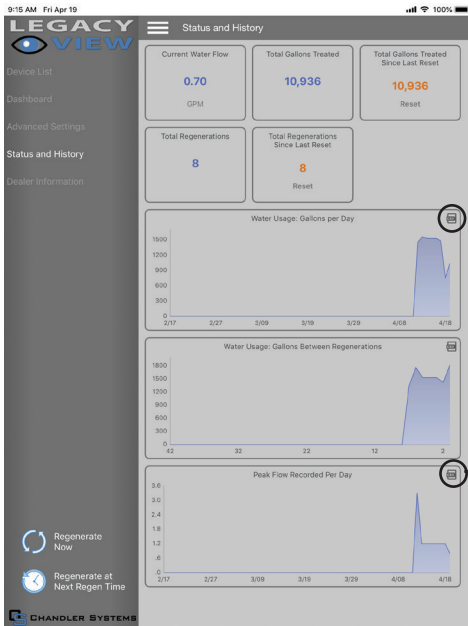 9:15 AM Fri Apr 19
100%
LEGACY
VIEW
Status and History
Device List
Dashboard
Advanced Settings
Status and History
Dealer Information
Current Water Flow
0.70
GPM
Total Gallons Treated
10,936
Total Gallons Treated
Since Last Reset
10,936
Reset
Total Regenerations
8
Total Regenerations
Since Last Reset
8
Reset
Water Usage: Gallons per Day
1500
1200
900
600
300
0
2/17 2/27 3/09 3/19 3/29 4/08 4/18
Water Usage: Gallons Between Regenerations
1800
1500
1200
900
600
300
0
42 32 22 12 2
Peak Flow Recorded Per Day
3.6
3.0
2.4
1.8
1.2
.6
.0
2/17 2/27 3/09 3/19 3/29 4/08 4/18
Regenerate
Now
Regenerate at
Next Regen Time
CHANDLER SYSTEMS